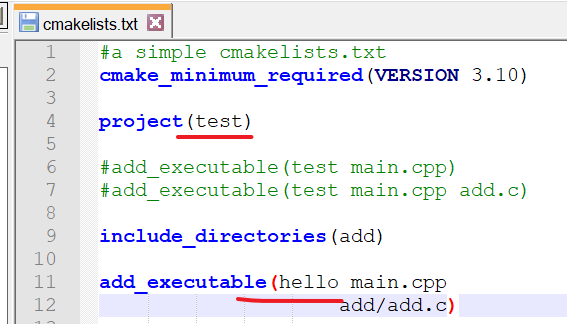 cmakelists.txt
1 #a simple cmakelists.txt
2 cmake_minimum_required(VERSION 3.10)
3
4 project(test)
5
6 #add_executable(test main.cpp)
7 #add_executable(test main.cpp add.c)
8
9 include_directories(add)
10
11 add_executable(hello main.cpp
12 add/add.c)